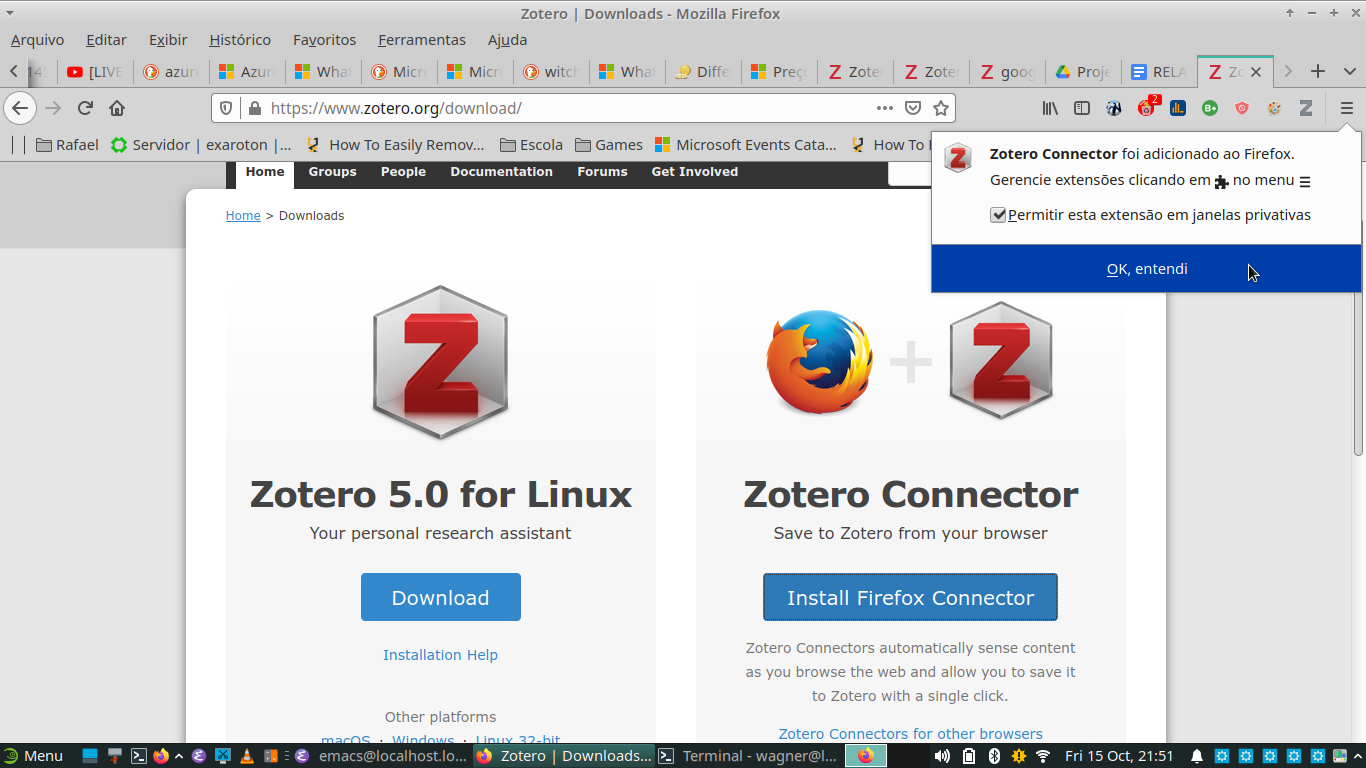 Zotero | Downloads - Mozilla Firefox
Arquivo Editar Exibir Histórico Favoritos Ferramentas Ajuda
[LIVE azur Azur What Micr Micr witch What Diffe Preç Zote Zote goog Proje RELA Zo
https://www.zotero.org/download/
2
B+
Rafael Servidor | exaroton |... How To Easily Remov... Escola Games Microsoft Events Cata... How To
Zotero Connector foi adicionado ao Firefox.
Gerencie extensões clicando em no menu
Permitir esta extensão em janelas privativas
OK, entendi
Home Groups People Documentation Forums Get Involved
Home > Downloads
Zotero 5.0 for Linux
Your personal research assistant
Download
Installation Help
Other platforms
macOS · Windows · Linux 32-bit
Zotero Connector
Save to Zotero from your browser
Install Firefox Connector
Zotero Connectors automatically sense content
as you browse the web and allow you to save it
to Zotero with a single click.
Zotero Connectors for other browsers
Menu emacs@localhost.lo... Zotero | Downloads... Terminal - wagner@l... Fri 15 Oct, 21:51